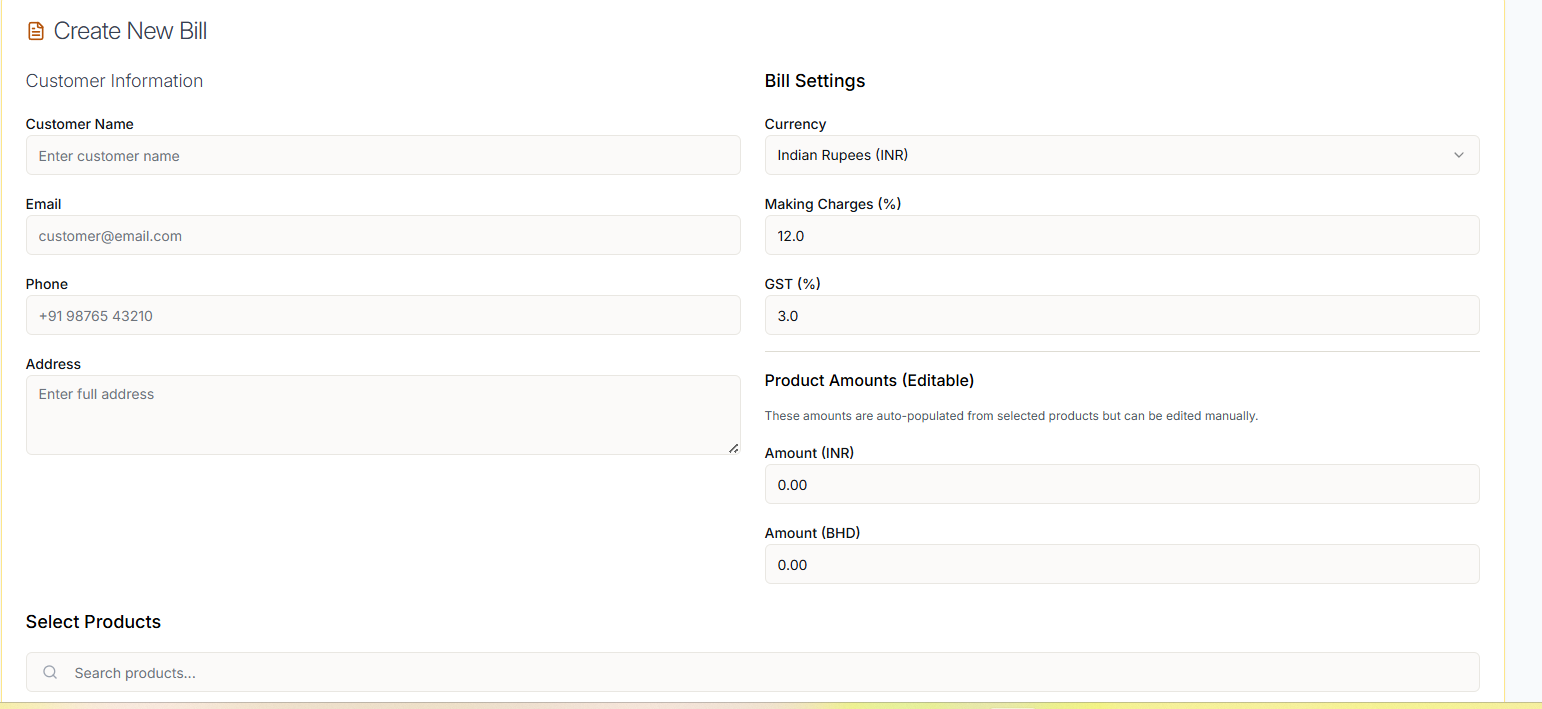 Create New Bill
Customer Information
Customer Name
Enter customer name
Email
customer@email.com
Phone
+91 98765 43210
Address
Enter full address
Bill Settings
Currency
Indian Rupees (INR)
Making Charges (%)
12.0
GST (%)
3.0
Product Amounts (Editable)
These amounts are auto-populated from selected products but can be edited manually.
Amount (INR)
0.00
Amount (BHD)
0.00
Select Products
Search products...